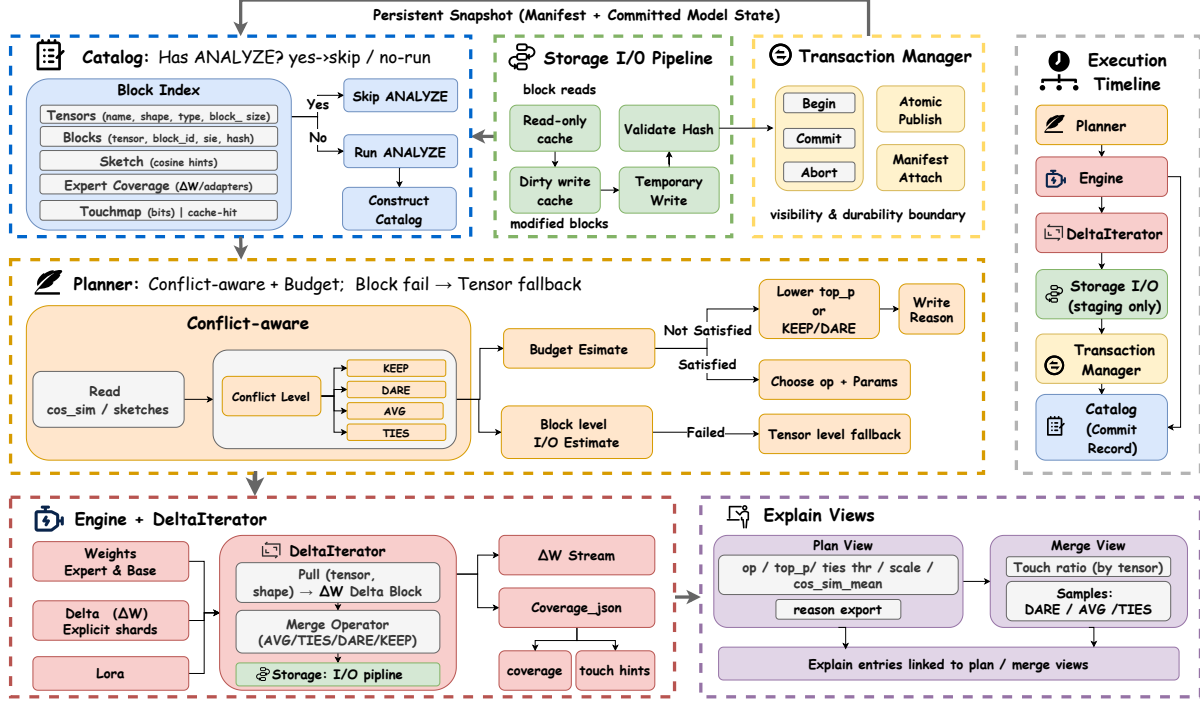 Persistent Snapshot (Manifest + Committed Model State)
Catalog: Has ANALYZE? yes->skip / no-run
Block Index
Tensors (name, shape, type, block_ size)
Blocks (tensor, block_id, sie, hash)
Sketch (cosine hints)
Expert Coverage (ΔW/adapters)
Touchmap (bits) | cache-hit
Yes
No
Skip ANALYZE
Run ANALYZE
Construct
Catalog
Storage I/O Pipeline
block reads
Read-only
cache
Validate Hash
Dirty write
cache
Temporary
Write
modified blocks
Transaction Manager
Begin
Commit
Abort
Atomic
Publish
Manifest
Attach
visibility & durability boundary
Execution
Timeline
Planner
Engine
DeltaIterator
Storage I/O
(staging only)
Transaction
Manager
Catalog
(Commit
Record)
Planner: Conflict-aware + Budget; Block fail → Tensor fallback
Conflict-aware
Read
cos_sim / sketches
Conflict Level
KEEP
DARE
AVG
TIES
Budget Esimate
Not Satisfied
Satisfied
Lower top_p
or
KEEP/DARE
Write
Reason
Choose op + Params
Block level
I/O Estimate
Failed
Tensor level fallback
Engine + DeltaIterator
Weights
Expert & Base
Delta (ΔW)
Explicit shards
Lora
DeltaIterator
Pull (tensor,
shape) → ΔW Delta Block
Merge Operator
(AVG/TIES/DARE/KEEP)
Storage: I/O pipline
ΔW Stream
Coverage_json
coverage
touch hints
Explain Views
Plan View
op / top_p/ ties thr / scale /
cos_sim_mean
reason export
Merge View
Touch ratio (by tensor)
Samples:
DARE / AVG /TIES
Explain entries linked to plan / merge views